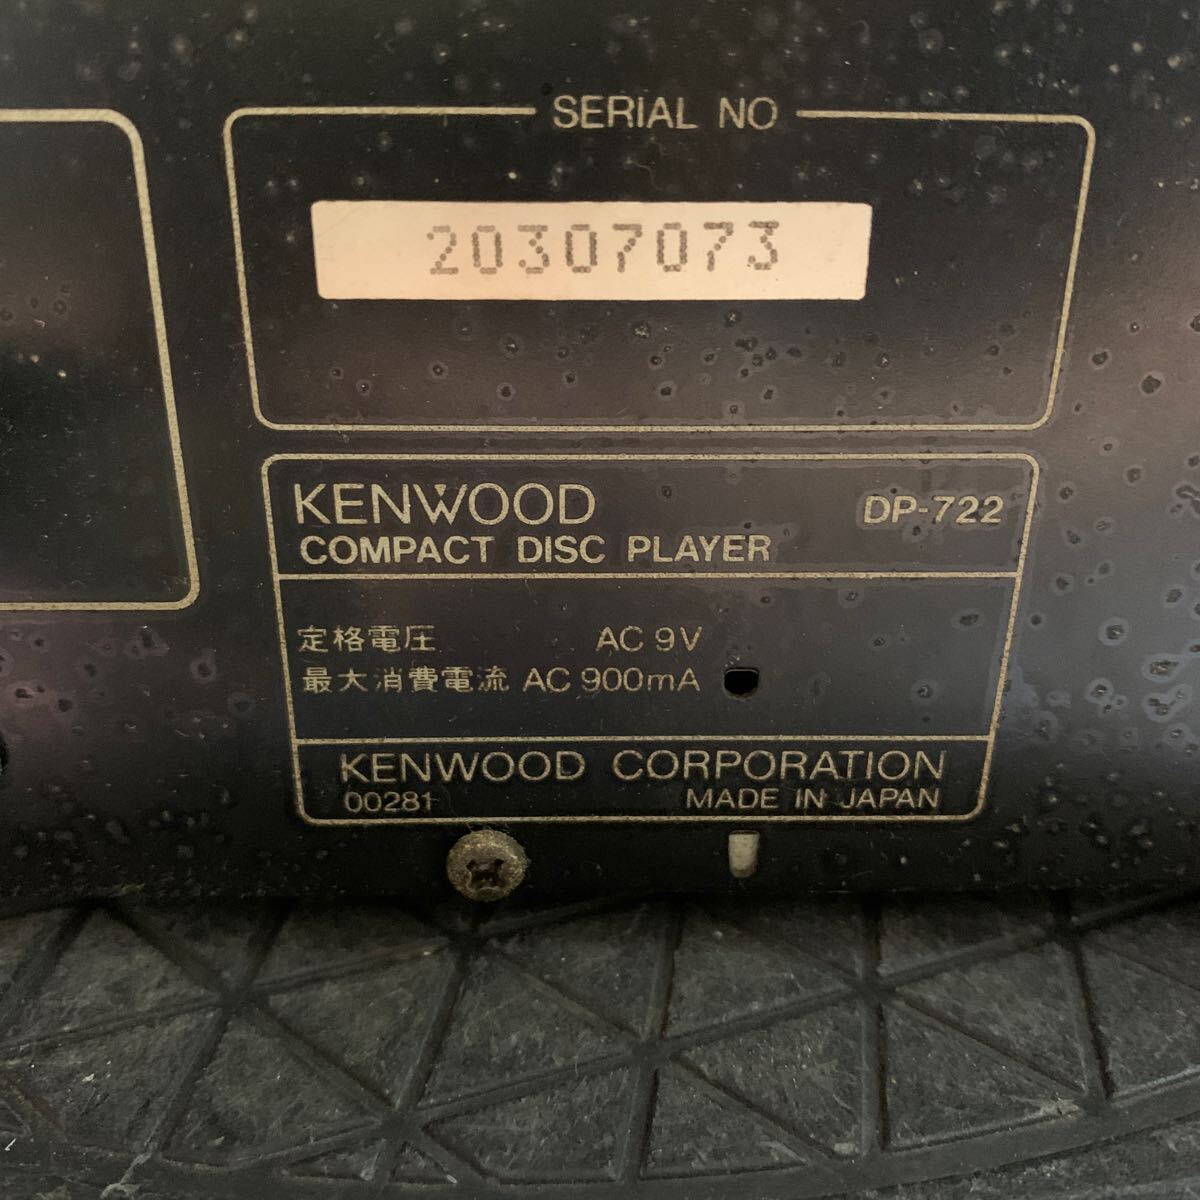 SERIAL NO
20307073
KENWOOD DP-722
COMPACT DISC PLAYER
定格電圧 AC 9V
最大消費電流 AC 900mA
KENWOOD CORPORATION
00281 MADE IN JAPAN